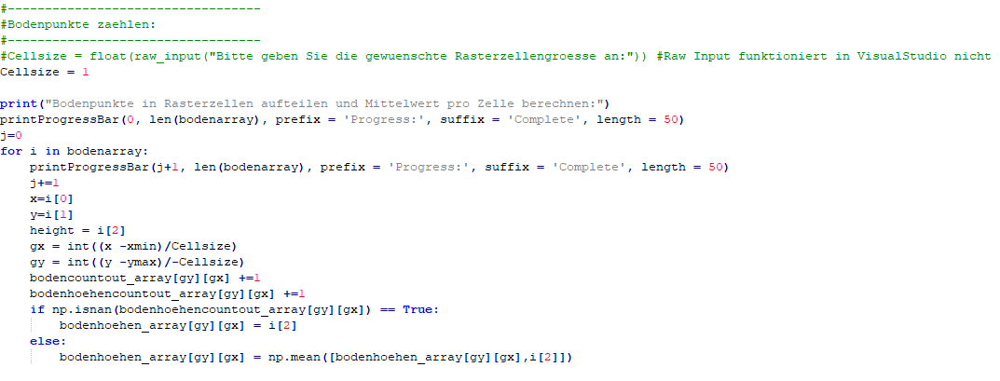 #----------------------------------
#Bodenpunkte zaehlen:
#----------------------------------
#Cellsize = float(raw_input("Bitte geben Sie die gewuenschte Rasterzellengroesse an:")) #Raw Input funktioniert in VisualStudio nicht
Cellsize = 1

print("Bodenpunkte in Rasterzellen aufteilen und Mittelwert pro Zelle berechnen:")
printProgressBar(0, len(bodenarray), prefix = 'Progress:', suffix = 'Complete', length = 50)
j=0
for i in bodenarray:
    printProgressBar(j+1, len(bodenarray), prefix = 'Progress:', suffix = 'Complete', length = 50)
    j+=1
    x=i[0]
    y=i[1]
    height = i[2]
    gx = int((x -xmin)/Cellsize)
    gy = int((y -ymax)/-Cellsize)
    bodencountout_array[gy][gx] +=1
    bodenhoehencountout_array[gy][gx] +=1
    if np.isnan(bodenhoehencountout_array[gy][gx]) == True:
        bodenhoehen_array[gy][gx] = i[2]
    else:
        bodenhoehen_array[gy][gx] = np.mean([bodenhoehen_array[gy][gx],i[2]])